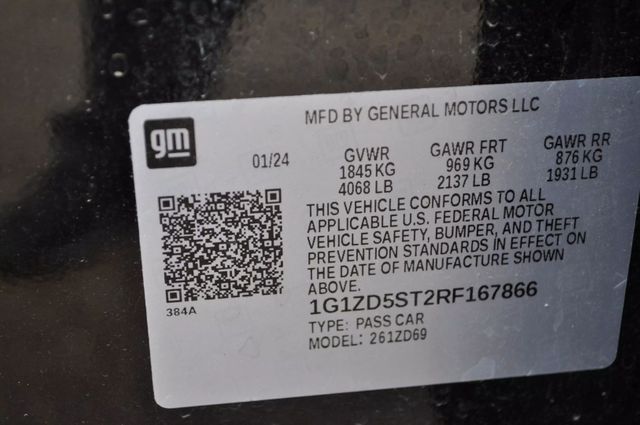 MFD BY GENERAL MOTORS LLC
gm
01/24
GVWR GAWR FRT GAWR RR
1845 KG 969 KG 876 KG
4068 LB 2137 LB 1931 LB
THIS VEHICLE CONFORMS TO ALL
APPLICABLE U.S. FEDERAL MOTOR
VEHICLE SAFETY, BUMPER, AND THEFT
PREVENTION STANDARDS IN EFFECT ON
THE DATE OF MANUFACTURE SHOWN
ABOVE.
384A
1G1ZD5ST2RF167866
TYPE: PASS CAR
MODEL: 261ZD69